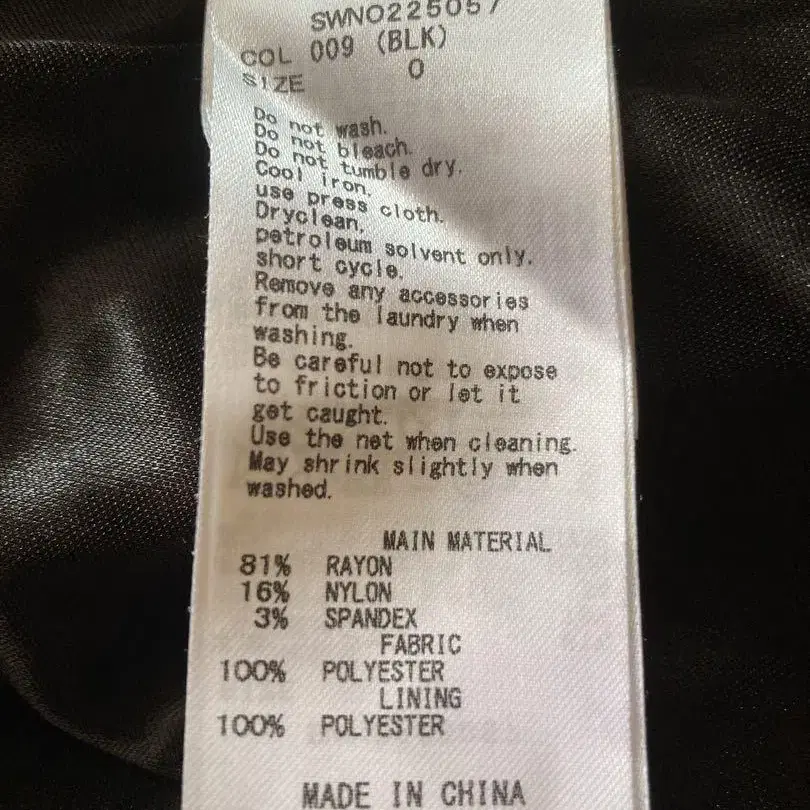 SWNO225057
COL 009 (BLK)
SIZE 0
Do not wash.
Do not bleach.
Do not tumble dry.
Cool iron,
use press cloth.
Dryclean,
petroleum solvent only.
short cycle.
Remove any accessories
from the laundry when
washing.
Be careful not to expose
to friction or let it
get caught.
Use the net when cleaning.
May shrink slightly when
washed.
MAIN MATERIAL
81% RAYON
16% NYLON
3% SPANDEX
FABRIC
100% POLYESTER
LINING
100% POLYESTER
MADE IN CHINA